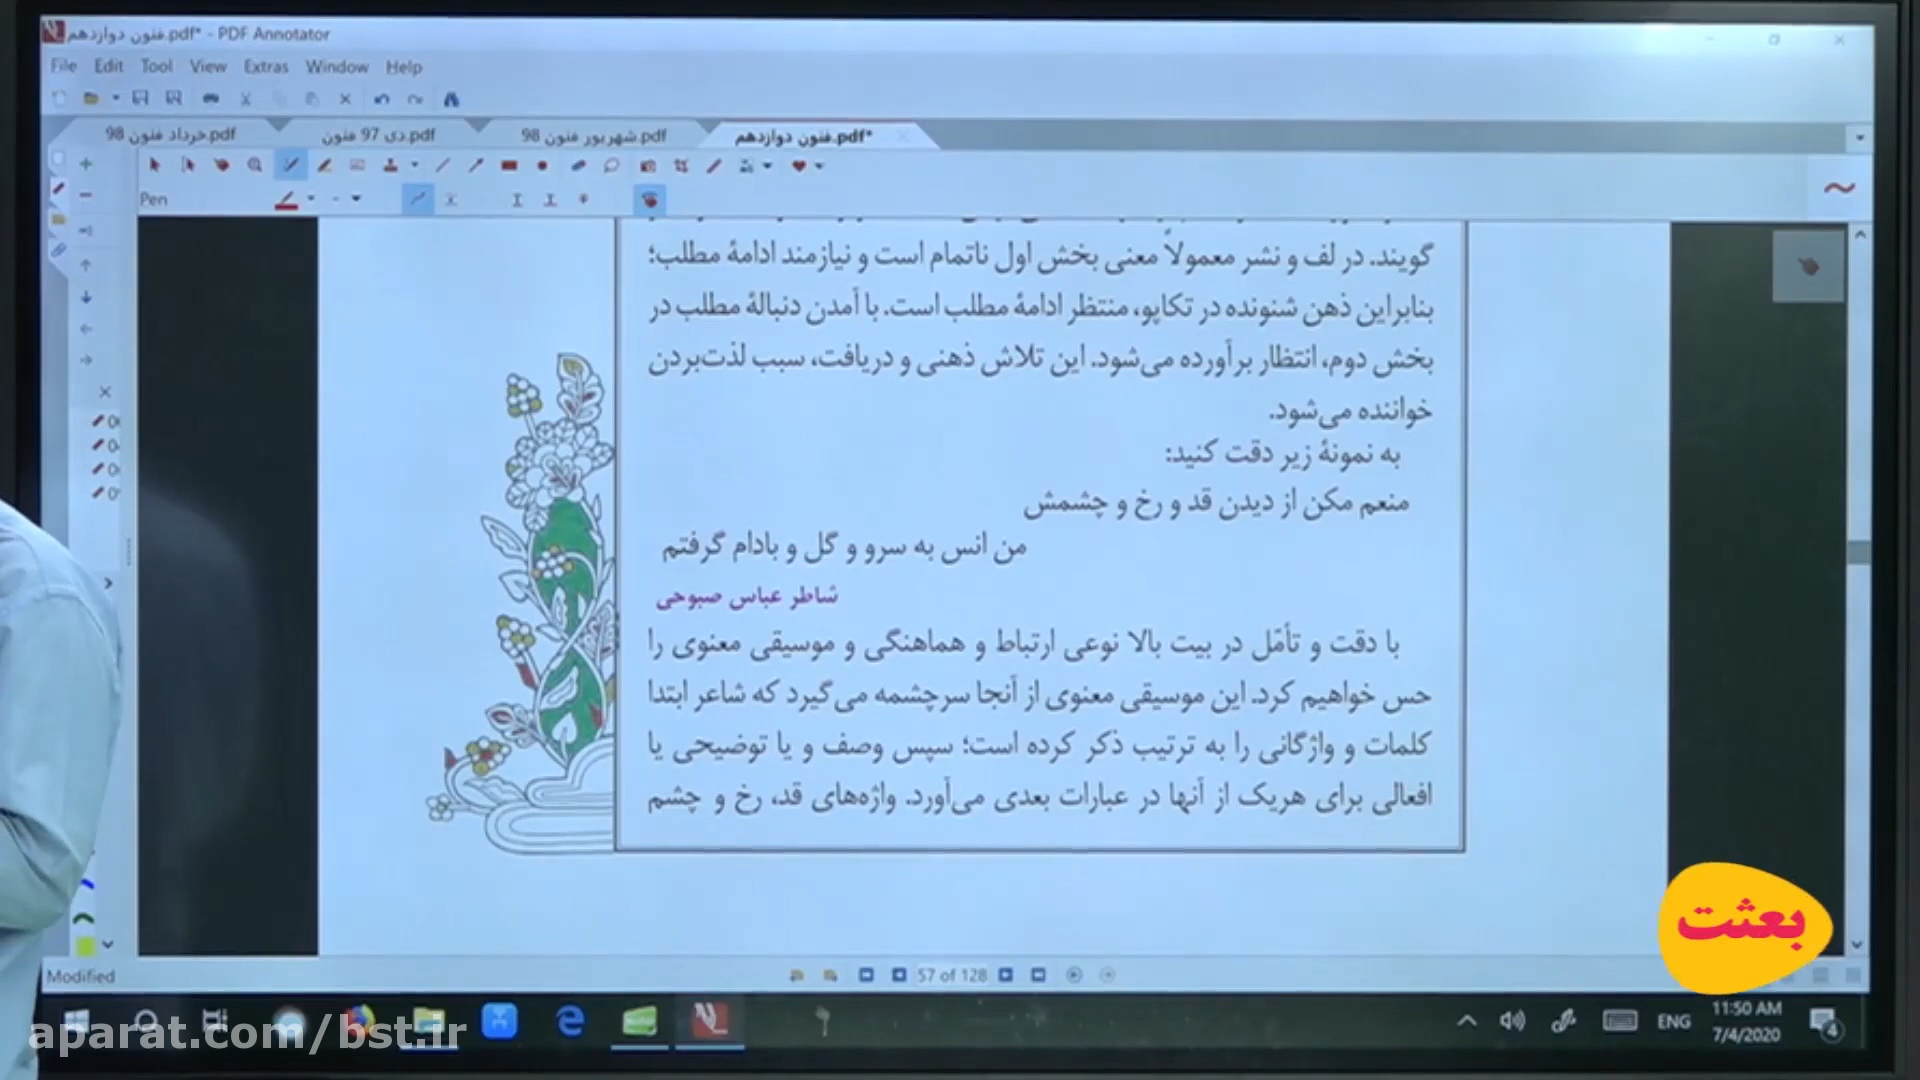 فنون دوازدهم.pdf* - PDF Annotator
File Edit Tool View Extras Window Help
خرداد فنون 98.pdf
دی 97 فنون.pdf
شهریور فنون 98.pdf
فنون دوازدهم.pdf*
Pen
گویند. در لف و نشر معمولاً معنی بخش اول ناتمام است و نیازمند ادامهٔ مطلب؛
بنابراین ذهن شنونده در تکاپو، منتظر ادامهٔ مطلب است. با آمدن دنبالهٔ مطلب در
بخش دوم، انتظار برآورده می‌شود. این تلاش ذهنی و دریافت، سبب لذت‌بردن
خواننده می‌شود.
به نمونهٔ زیر دقت کنید:
منعم مکن از دیدن قد و رخ و چشمش
من انس به سرو و گل و بادام گرفتم
شاطر عباس صبوحی
با دقت و تأمّل در بیت بالا نوعی ارتباط و هماهنگی و موسیقی معنوی را
حس خواهیم کرد. این موسیقی معنوی از آنجا سرچشمه می‌گیرد که شاعر ابتدا
کلمات و واژگانی را به ترتیب ذکر کرده است؛ سپس وصف و یا توضیحی یا
افعالی برای هریک از آنها در عبارات بعدی می‌آورد. واژه‌های قد، رخ و چشم
بعثت
Modified
57 of 128
ENG
11:50 AM
7/4/2020
4
aparat.com/bst.ir